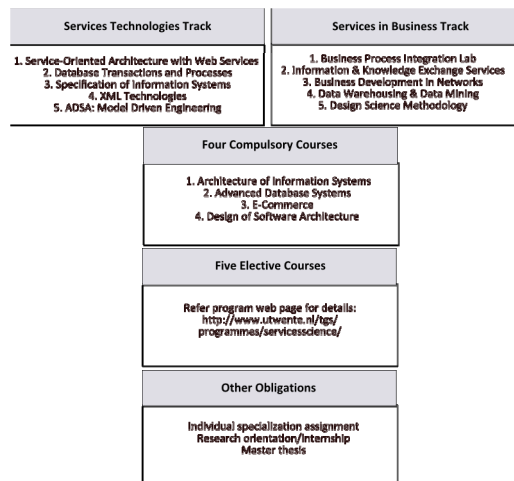 Services Technologies Track
1. Service-Oriented Architecture with Web Services
2. Database Transactions and Processes
3. Specification of Information Systems
4. XML Technologies
5. ADSA: Model Driven Engineering
Services in Business Track
1. Business Process Integration Lab
2. Information & Knowledge Exchange Services
3. Business Development in Networks
4. Data Warehousing & Data Mining
5. Design Science Methodology
Four Compulsory Courses
1. Architecture of Information Systems
2. Advanced Database Systems
3. E-Commerce
4. Design of Software Architecture
Five Elective Courses
Refer program web page for details:
http://www.utwente.nl/tgs/
programmes/servicesscience/
Other Obligations
Individual specialization assignment
Research orientation/Internship
Master thesis